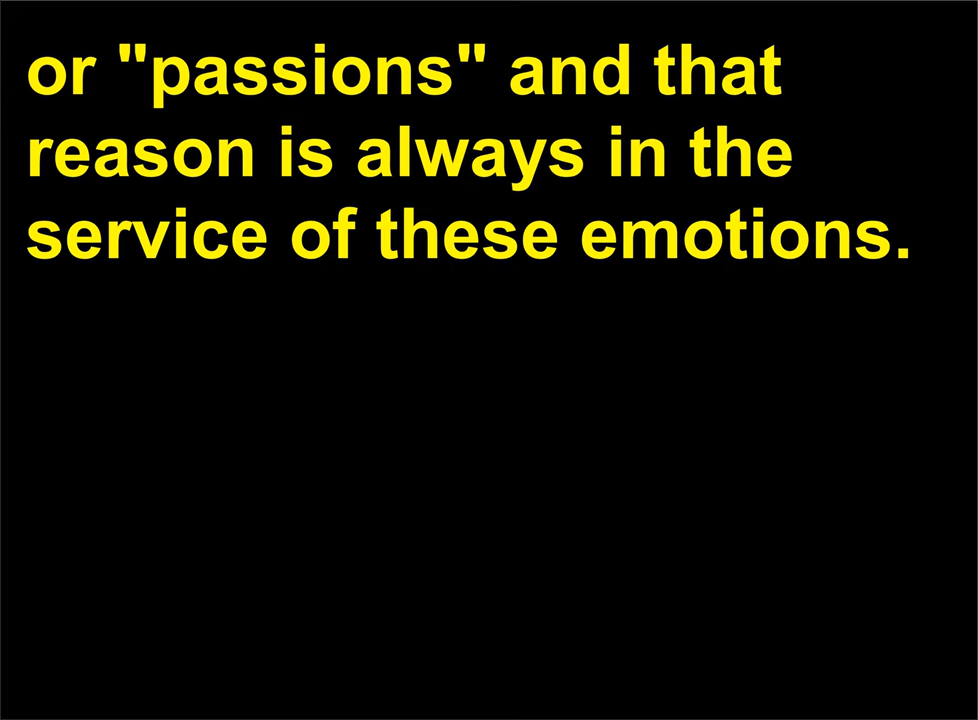 or "passions" and that
reason is always in the
service of these emotions.